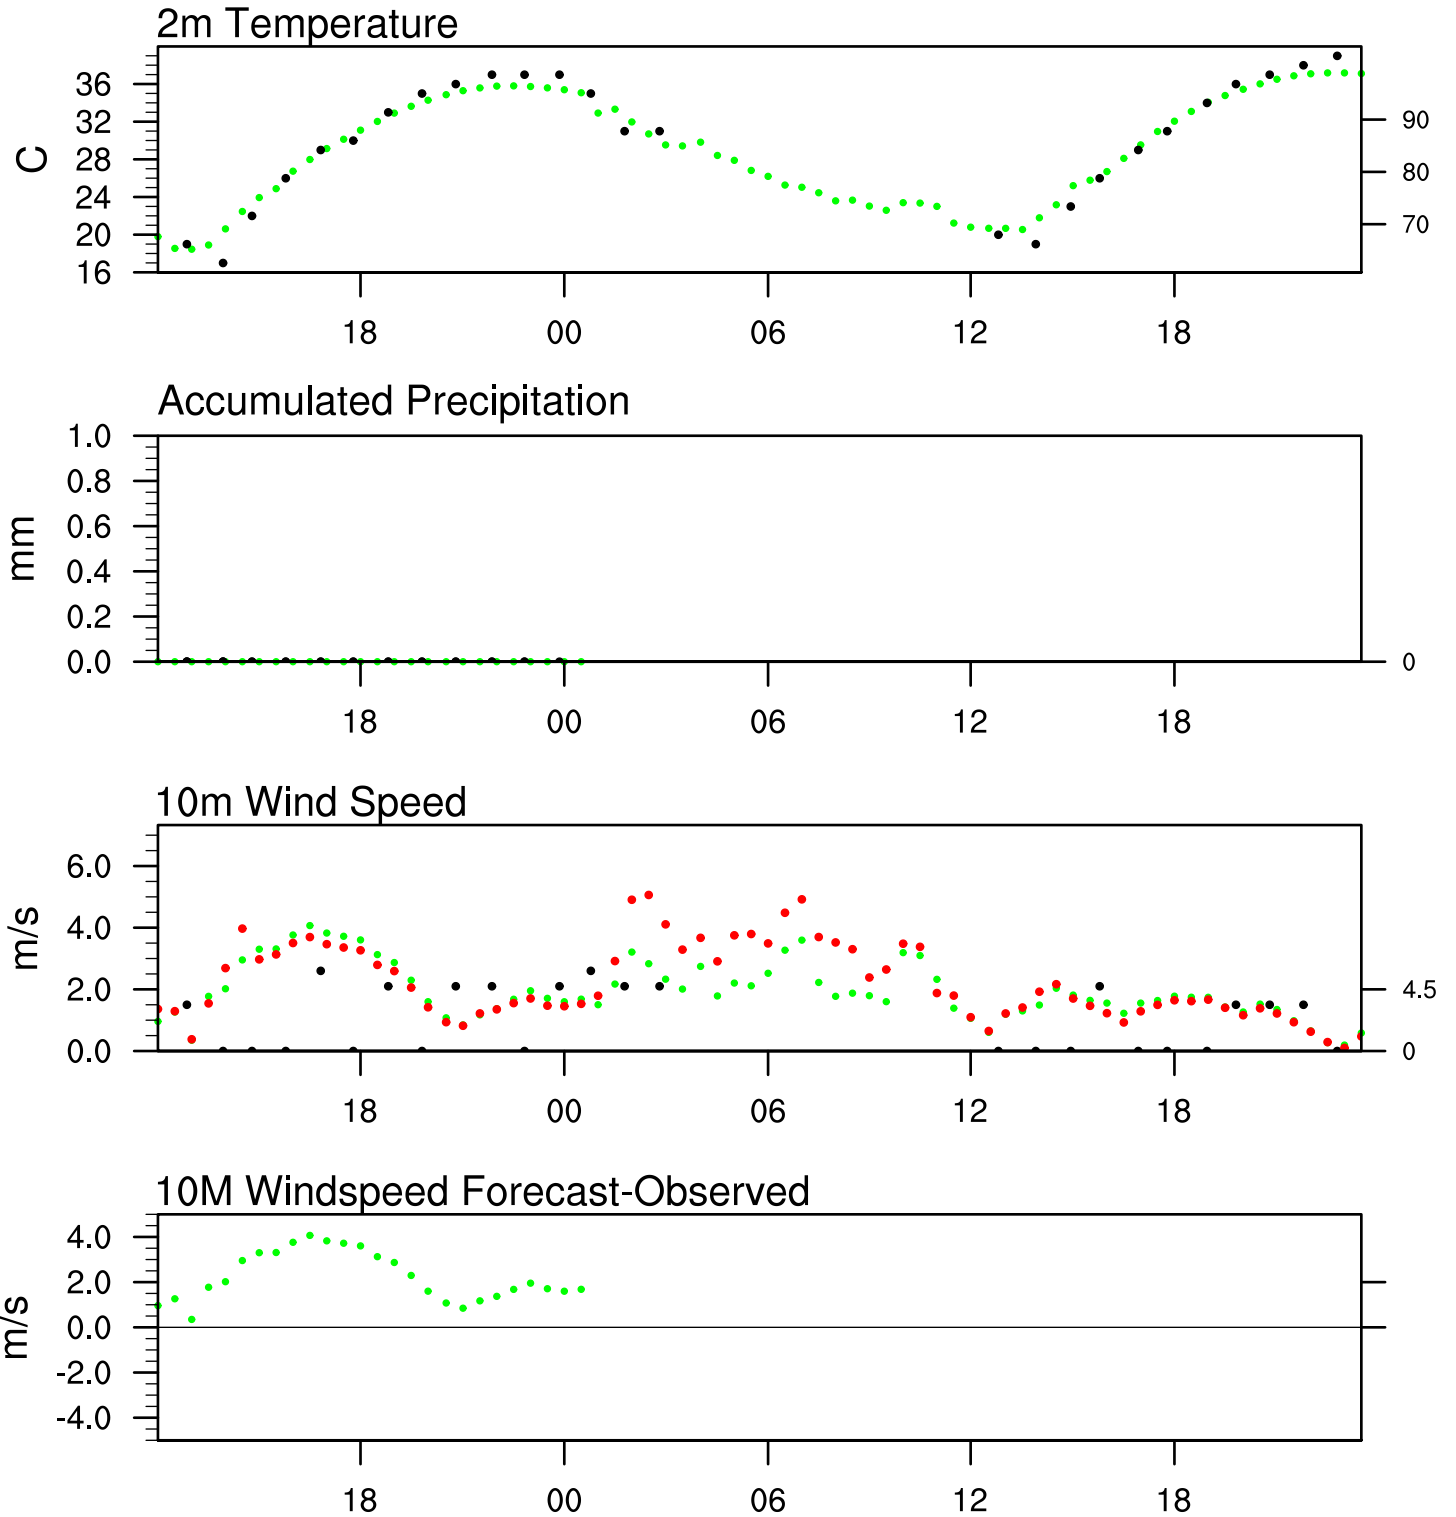 2m Temperature
36
32
28
24
20
16
C
90
80
70
18 00 06 12 18
Accumulated Precipitation
1.0
0.8
0.6
0.4
0.2
0.0
mm
0
18 00 06 12 18
10m Wind Speed
6.0
4.0
2.0
0.0
m/s
4.5
0
18 00 06 12 18
10M Windspeed Forecast-Observed
4.0
2.0
0.0
-2.0
-4.0
m/s
18 00 06 12 18